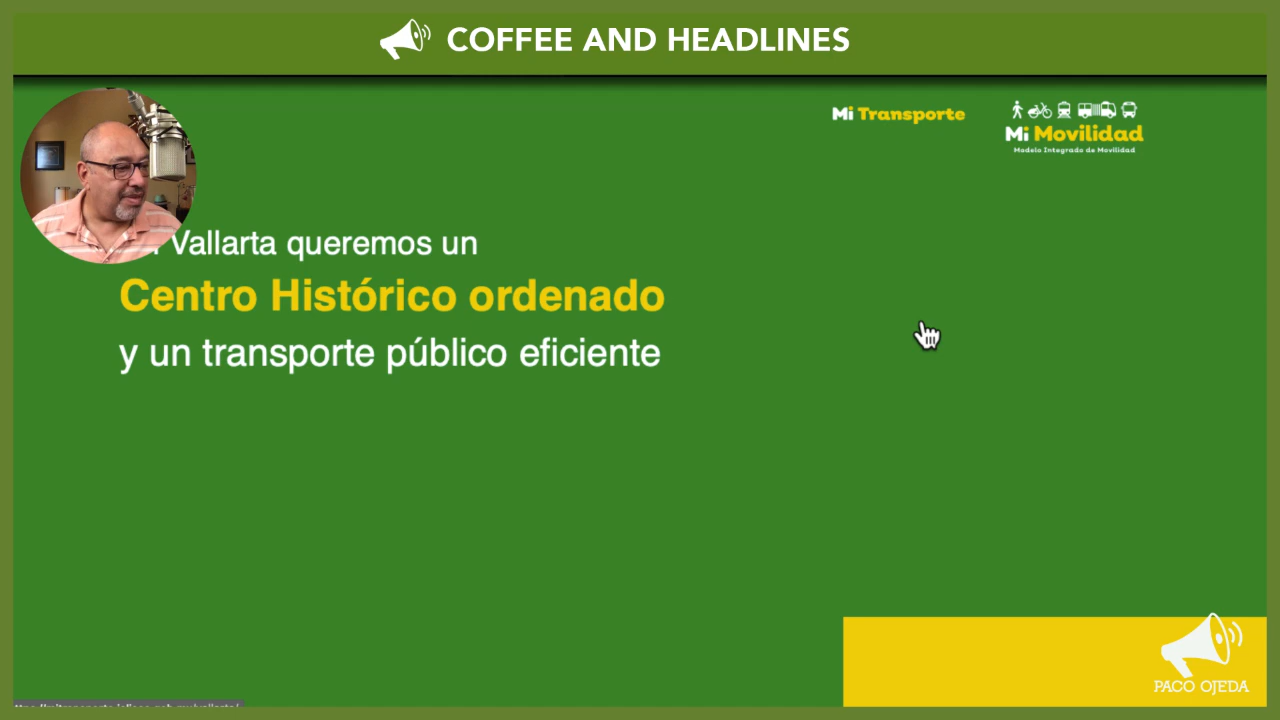 COFFEE AND HEADLINES
Mi Transporte
Mi Movilidad
Modelo Integrado de Movilidad
Vallarta queremos un
Centro Histórico ordenado
y un transporte público eficiente
PACO OJEDA